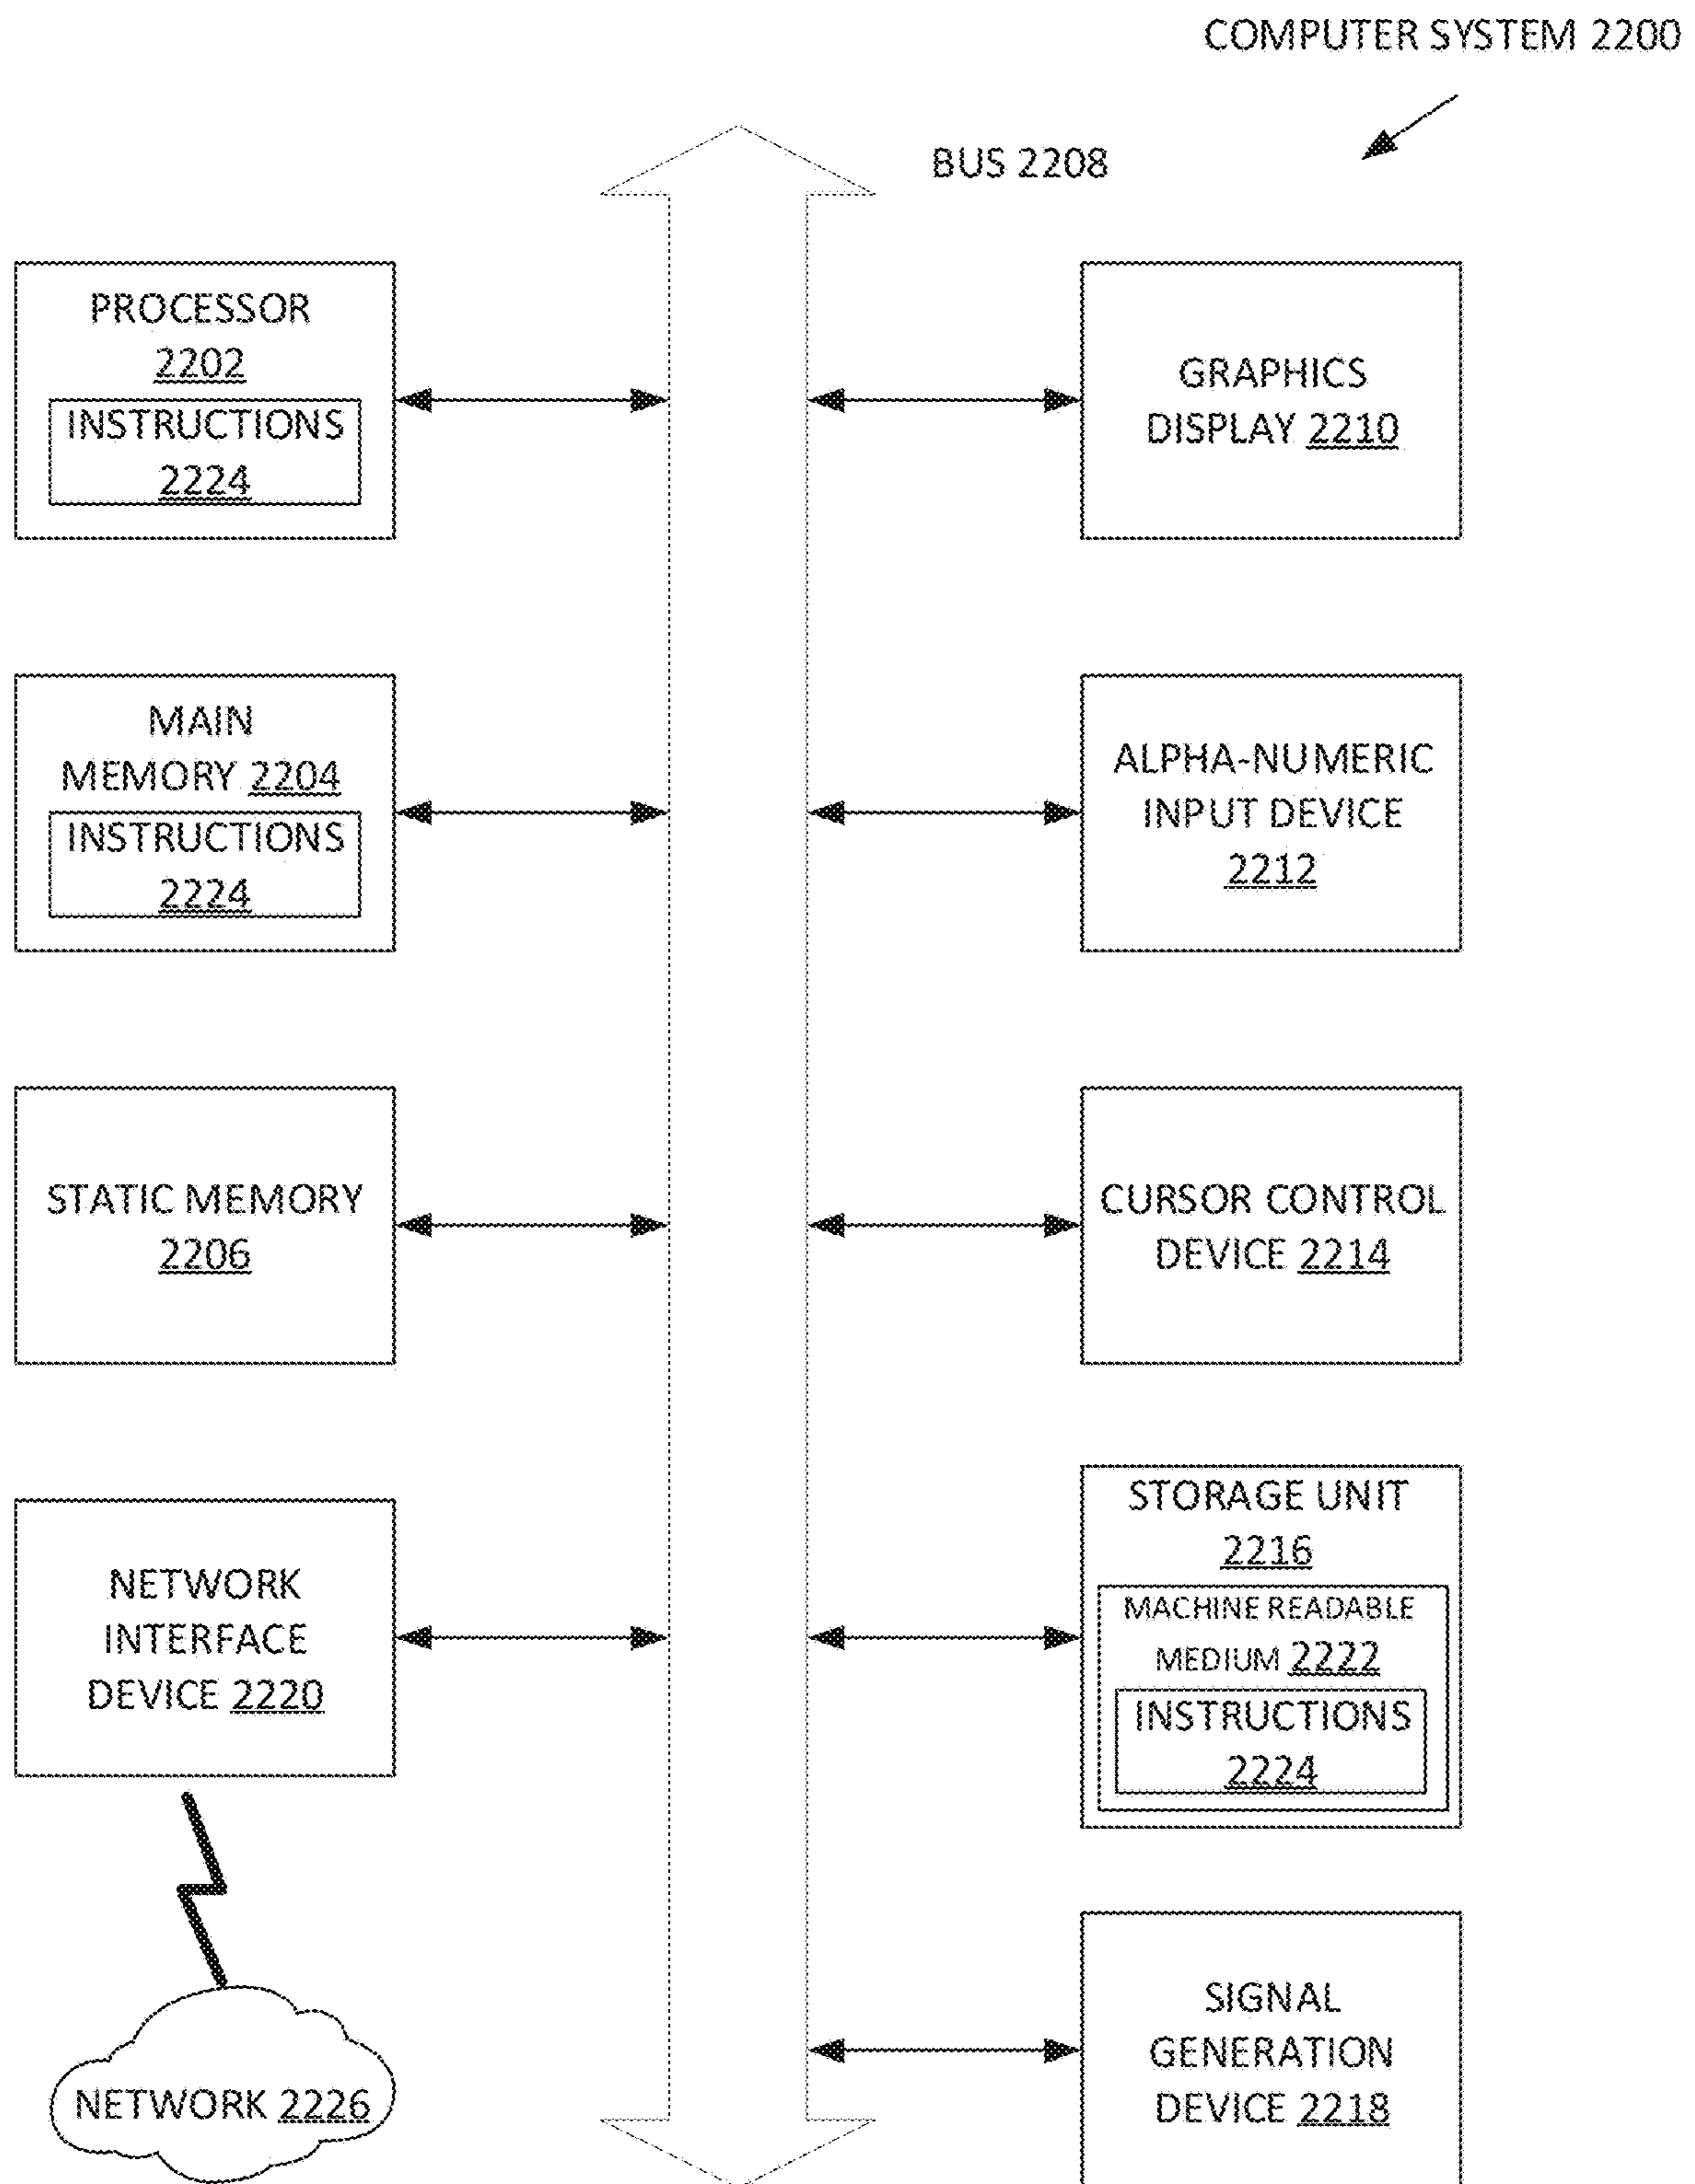 COMPUTER SYSTEM 2200
BUS 2208
PROCESSOR
2202
INSTRUCTIONS
2224
GRAPHICS
DISPLAY 2210
MAIN
MEMORY 2204
INSTRUCTIONS
2224
ALPHA-NUMERIC
INPUT DEVICE
2212
STATIC MEMORY
2206
CURSOR CONTROL
DEVICE 2214
NETWORK
INTERFACE
DEVICE 2220
STORAGE UNIT
2216
MACHINE READABLE
MEDIUM 2222
INSTRUCTIONS
2224
NETWORK 2226
SIGNAL
GENERATION
DEVICE 2218